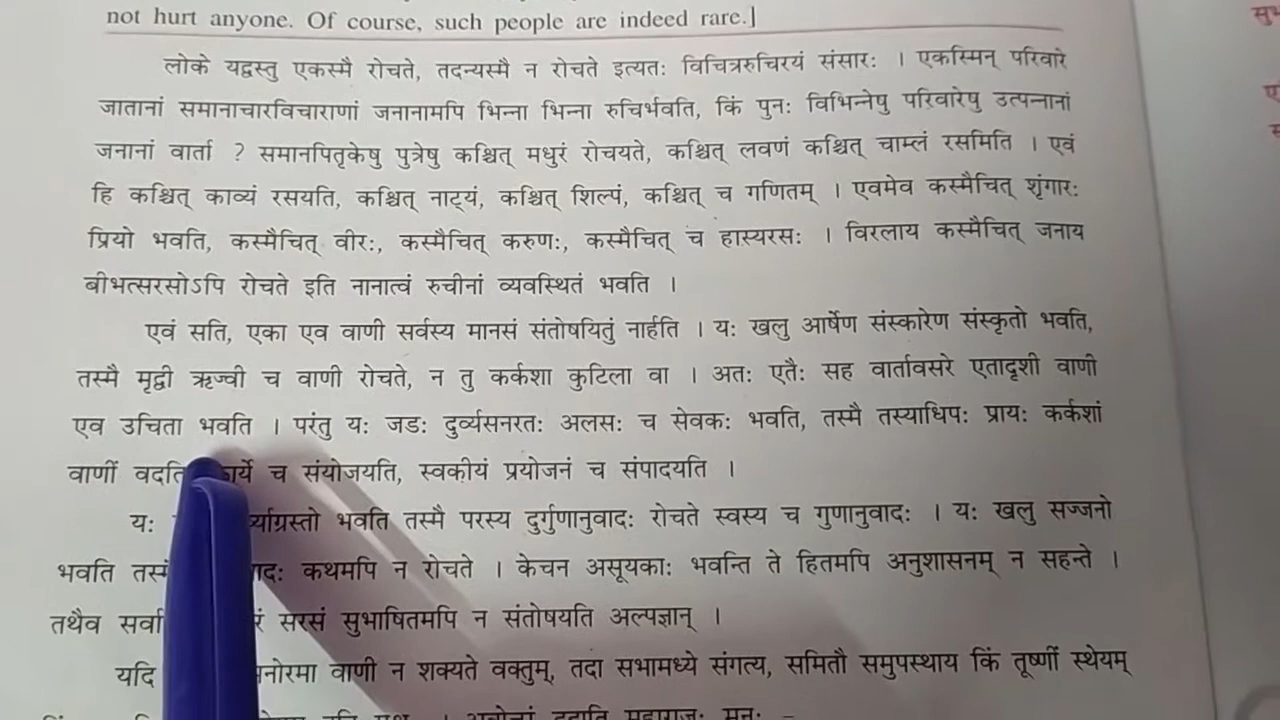 not hurt anyone. Of course, such people are indeed rare.]
लोके यद्वस्तु एकस्मै रोचते, तदन्यस्मै न रोचते इत्यतः विचित्ररुचिरयं संसारः । एकस्मिन् परिवारे
जातानां समानाचारविचाराणां जनानामपि भिन्ना भिन्ना रुचिर्भवति, किं पुनः विभिन्नेषु परिवारेषु उत्पन्नानां
जनानां वार्ता ? समानपितृकेषु पुत्रेषु कश्चित् मधुरं रोचयते, कश्चित् लवणं कश्चित् चाम्लं रसमिति । एवं
हि कश्चित् काव्यं रसयति, कश्चित् नाट्यं, कश्चित् शिल्पं, कश्चित् च गणितम् । एवमेव कस्मैचित् शृंगारः
प्रियो भवति, कस्मैचित् वीरः, कस्मैचित् करुणः, कस्मैचित् च हास्यरसः । विरलाय कस्मैचित् जनाय
बीभत्सरसोऽपि रोचते इति नानात्वं रुचीनां व्यवस्थितं भवति ।
एवं सति, एका एव वाणी सर्वस्य मानसं संतोषयितुं नार्हति । यः खलु आर्षेण संस्कारेण संस्कृतो भवति,
तस्मै मृद्वी ऋज्वी च वाणी रोचते, न तु कर्कशा कुटिला वा । अतः एतैः सह वार्तावसरे एतादृशी वाणी
एव उचिता भवति । परंतु यः जडः दुर्व्यसनरतः अलसः च सेवकः भवति, तस्मै तस्याधिपः प्रायः कर्कशां
वाणीं वदति च संयोजयति, स्वकीयं प्रयोजनं च संपादयति ।
यः भवति तस्मै परस्य दुर्गुणानुवादः रोचते स्वस्य च गुणानुवादः । यः खलु सज्जनो
भवति कथमपि न रोचते । केचन असूयकाः भवन्ति ते हितमपि अनुशासनम् न सहन्ते ।
तथैव सरसं सुभाषितमपि न संतोषयति अल्पज्ञान् ।
यदि वाणी न शक्यते वक्तुम्, तदा सभामध्ये संगत्य, समितौ समुपस्थाय किं तूष्णीं स्थेयम्